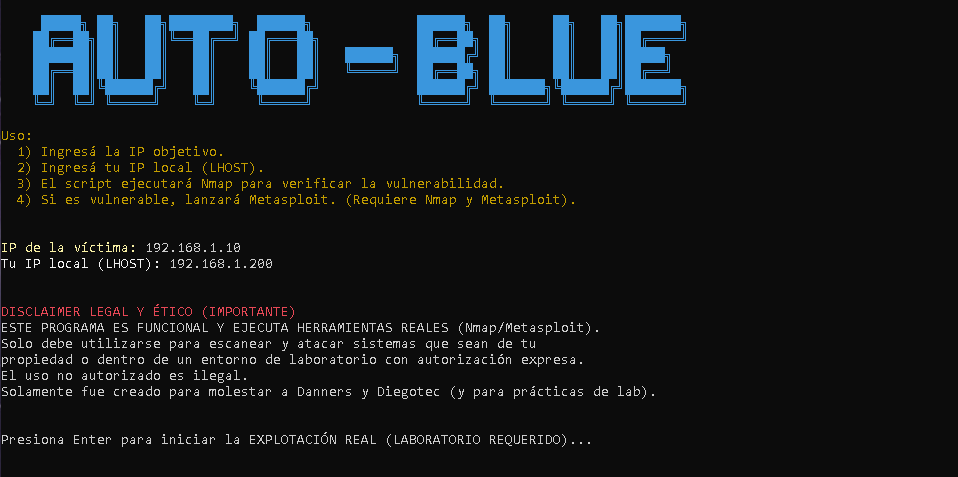 AUTO-BLUE
Uso:
1) Ingresá la IP objetivo.
2) Ingresá tu IP local (LHOST).
3) El script ejecutará Nmap para verificar la vulnerabilidad.
4) Si es vulnerable, lanzará Metasploit. (Requiere Nmap y Metasploit).
IP de la víctima: 192.168.1.10
Tu IP local (LHOST): 192.168.1.200
DISCLAIMER LEGAL Y ÉTICO (IMPORTANTE)
ESTE PROGRAMA ES FUNCIONAL Y EJECUTA HERRAMIENTAS REALES (Nmap/Metasploit).
Solo debe utilizarse para escanear y atacar sistemas que sean de tu
propiedad o dentro de un entorno de laboratorio con autorización expresa.
El uso no autorizado es ilegal.
Solamente fue creado para molestar a Danners y Diegotec (y para prácticas de lab).
Presiona Enter para iniciar la EXPLOTACIÓN REAL (LABORATORIO REQUERIDO)...